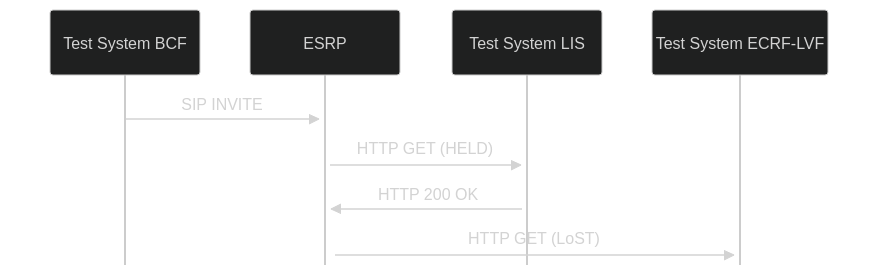 Test System BCF
ESRP
Test System LIS
Test System ECRF-LVF
SIP INVITE
HTTP GET (HELD)
HTTP 200 OK
HTTP GET (LoST)